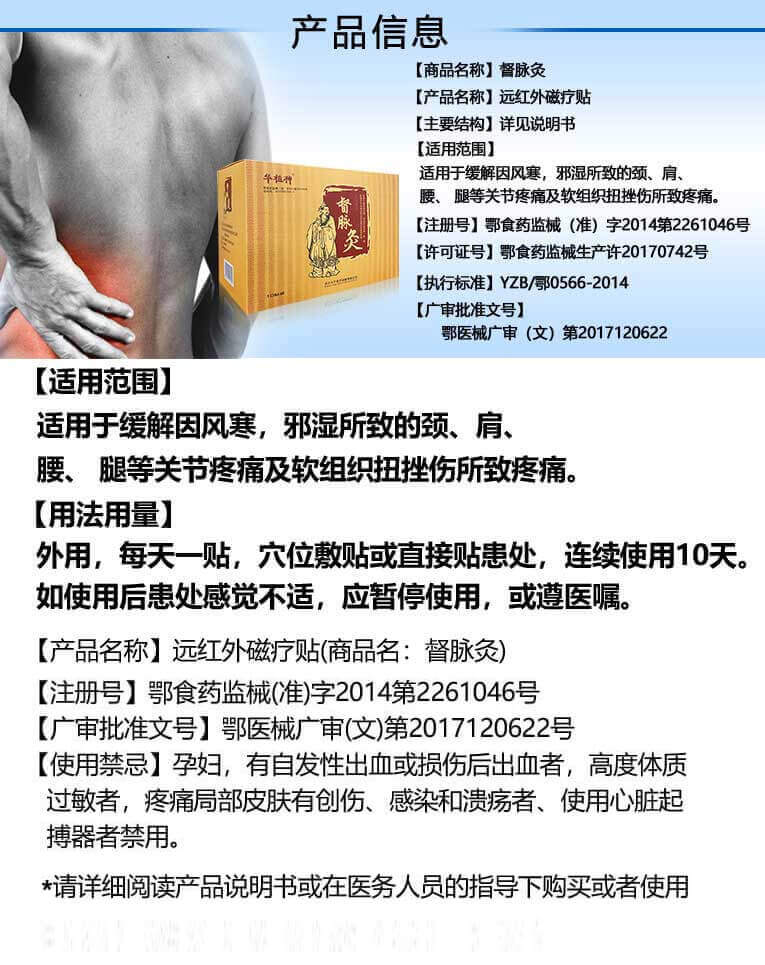 产品信息
【商品名称】督脉灸
【产品名称】远红外磁疗贴
【主要结构】详见说明书
【适用范围】
适用于缓解因风寒，邪湿所致的颈、肩、
腰、 腿等关节疼痛及软组织扭挫伤所致疼痛。
【注册号】鄂食药监械（准）字2014第2261046号
【许可证号】鄂食药监械生产许20170742号
【执行标准】YZB/鄂0566-2014
【广审批准文号】
鄂医械广审（文）第2017120622
华植神
督脉灸
【适用范围】
适用于缓解因风寒，邪湿所致的颈、肩、
腰、 腿等关节疼痛及软组织扭挫伤所致疼痛。
【用法用量】
外用，每天一贴，穴位敷贴或直接贴患处，连续使用10天。
如使用后患处感觉不适，应暂停使用，或遵医嘱。
【产品名称】远红外磁疗贴(商品名：督脉灸)
【注册号】鄂食药监械(准)字2014第2261046号
【广审批准文号】鄂医械广审(文)第2017120622号
【使用禁忌】孕妇，有自发性出血或损伤后出血者，高度体质
过敏者，疼痛局部皮肤有创伤、感染和溃疡者、使用心脏起
搏器者禁用。
*请详细阅读产品说明书或在医务人员的指导下购买或者使用